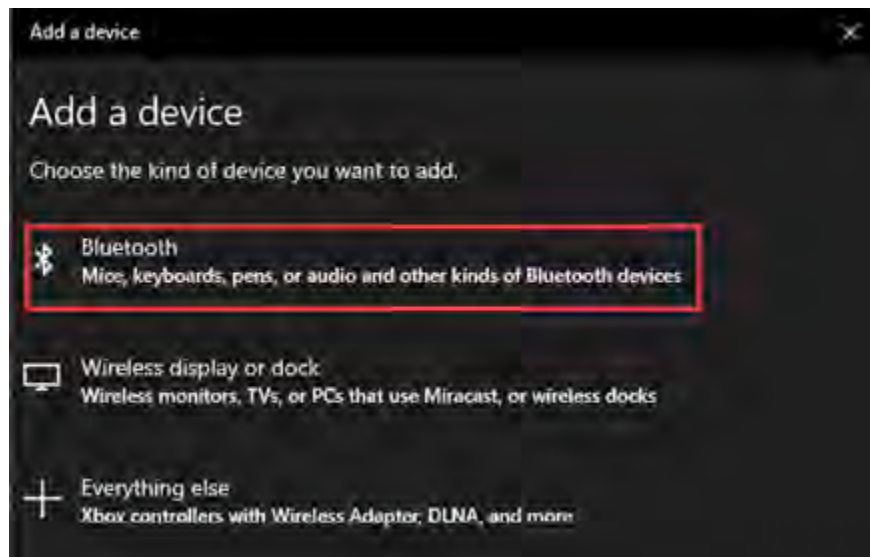 Add a device
Add a device
Choose the kind of device you want to add.
Bluetooth
Mice, keyboards, pens, or audio and other kinds of Bluetooth devices
Wireless display or dock
Wireless monitors, TVs, or PCs that use Miracast, or wireless docks
Everything else
Xbox controllers with Wireless Adapter, DLNA, and more